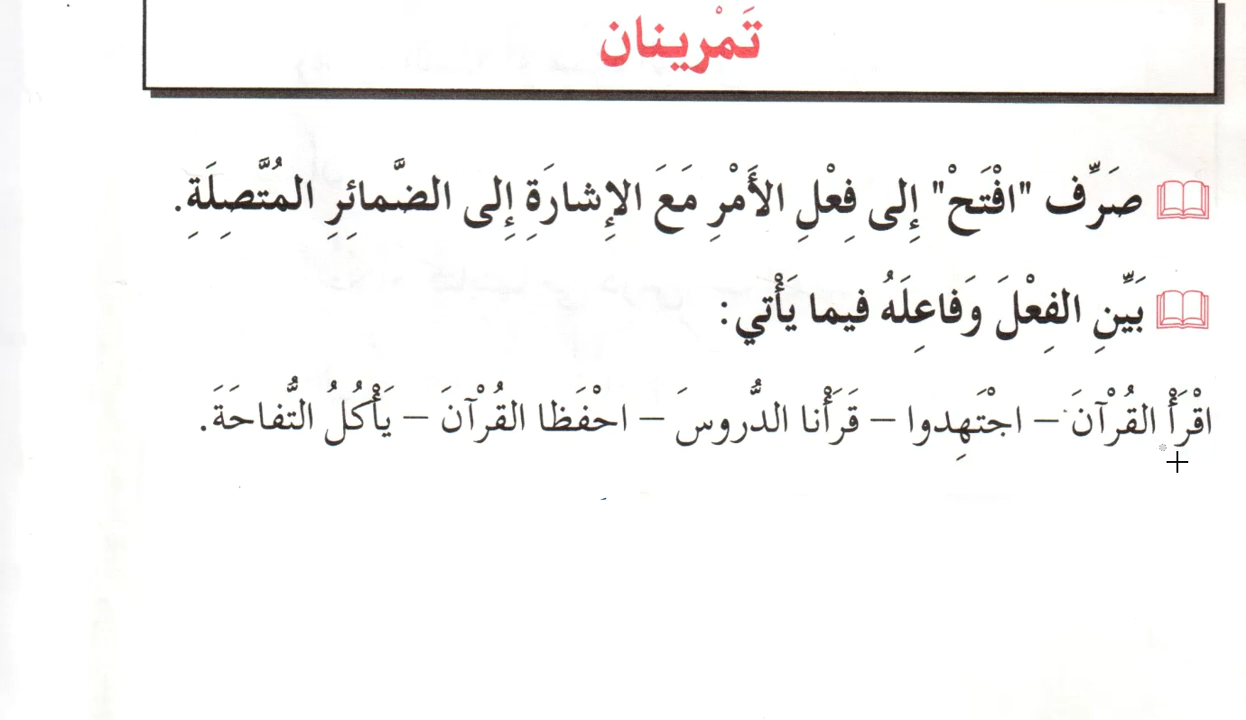 تَمْرينان
صَرِّف "افْتَحْ" إِلى فِعْلِ الأَمْرِ مَعَ الإِشارَةِ إِلى الضَّمائِرِ المُتَّصِلَةِ.
بَيِّنِ الفِعْلَ وَفاعِلَهُ فيما يَأْتي:
اقْرَأْ القُرْآنَ – اجْتَهِدوا – قَرَأْنا الدُّروسَ – احْفَظا القُرْآنَ – يَأْكُلُ التُّفاحَةَ.